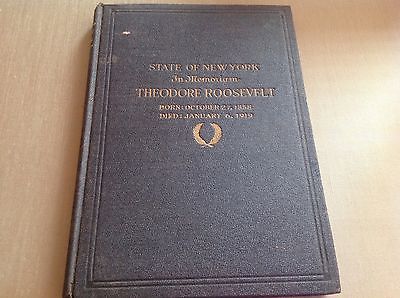 STATE OF NEW YORK
In Memoriam
THEODORE ROOSEVELT
BORN: OCTOBER 27, 1858
DIED: JANUARY 6, 1919